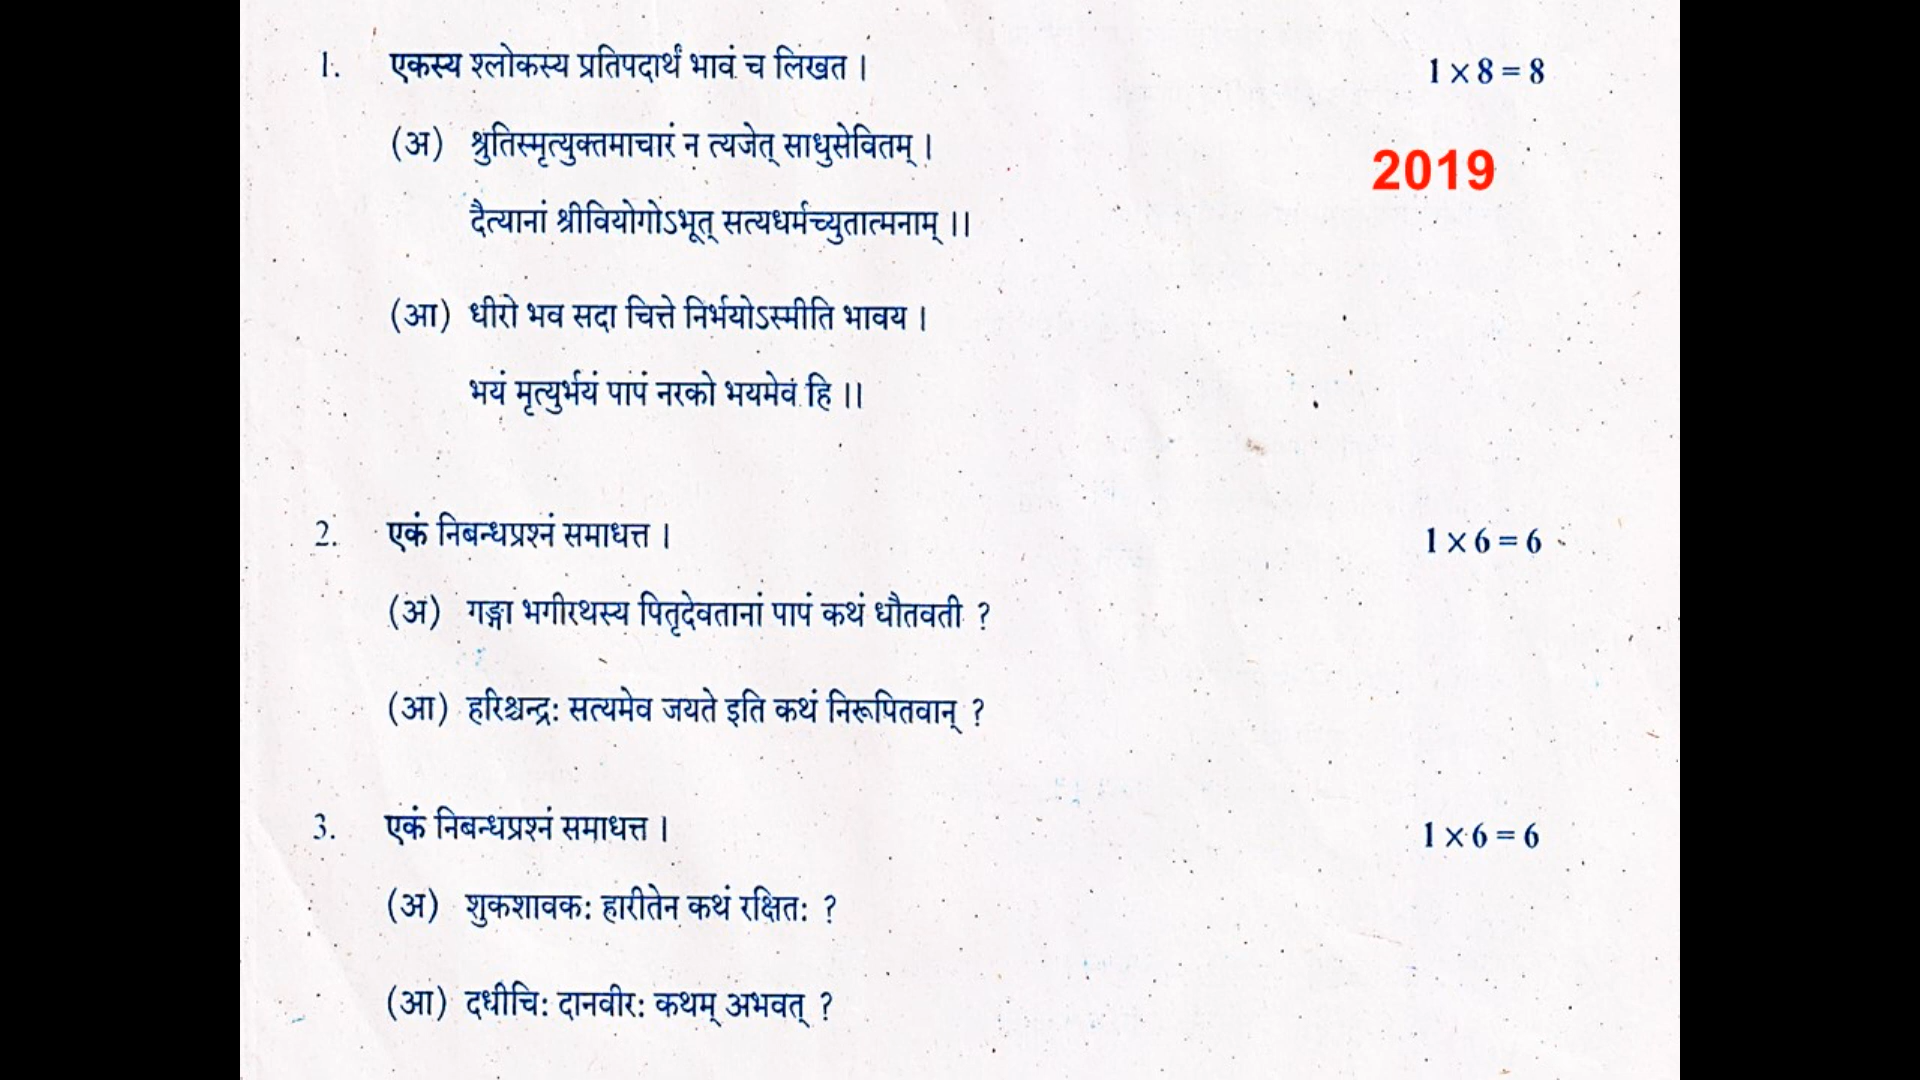 1. एकस्य श्लोकस्य प्रतिपदार्थं भावं च लिखत । 1 × 8 = 8
(अ) श्रुतिस्मृत्युक्तमाचारं न त्यजेत् साधुसेवितम् ।
2019
दैत्यानां श्रीवियोगोऽभूत् सत्यधर्मच्युतात्मनाम् ।।
(आ) धीरो भव सदा चित्ते निर्भयोऽस्मीति भावय ।
भयं मृत्युर्भयं पापं नरको भयमेव हि ।।
2. एकं निबन्धप्रश्नं समाधत्त । 1 × 6 = 6
(अ) गङ्गा भगीरथस्य पितृदेवतानां पापं कथं धौतवती ?
(आ) हरिश्चन्द्रः सत्यमेव जयते इति कथं निरूपितवान् ?
3. एकं निबन्धप्रश्नं समाधत्त । 1 × 6 = 6
(अ) शुकशावकः हारीतेन कथं रक्षितः ?
(आ) दधीचिः दानवीरः कथम् अभवत् ?